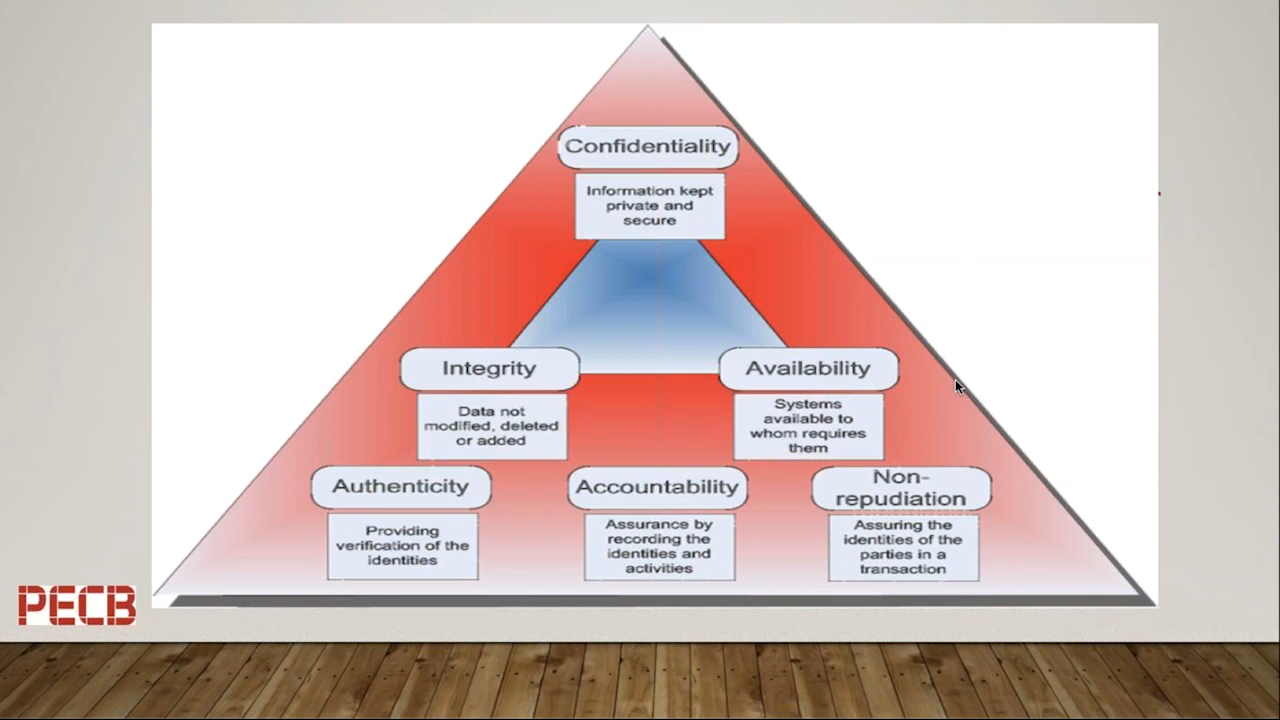 Confidentiality
Information kept
private and
secure
Integrity
Data not
modified, deleted
or added
Availability
Systems
available to
whom requires
them
Authenticity
Providing
verification of the
identities
Accountability
Assurance by
recording the
identities and
activities
Non-
repudiation
Assuring the
identities of the
parties in a
transaction
PECB